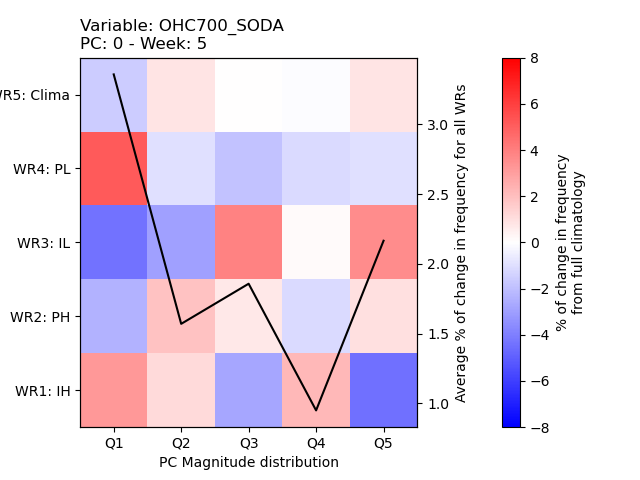 Variable: OHC700_SODA
PC: 0 - Week: 5
WR5: Clima
WR4: PL
WR3: IL
WR2: PH
WR1: IH
Q1 Q2 Q3 Q4 Q5
PC Magnitude distribution
3.0
2.5
2.0
1.5
1.0
Average % of change in frequency for all WRs
8
6
4
2
0
−2
−4
−6
−8
% of change in frequency
from full climatology